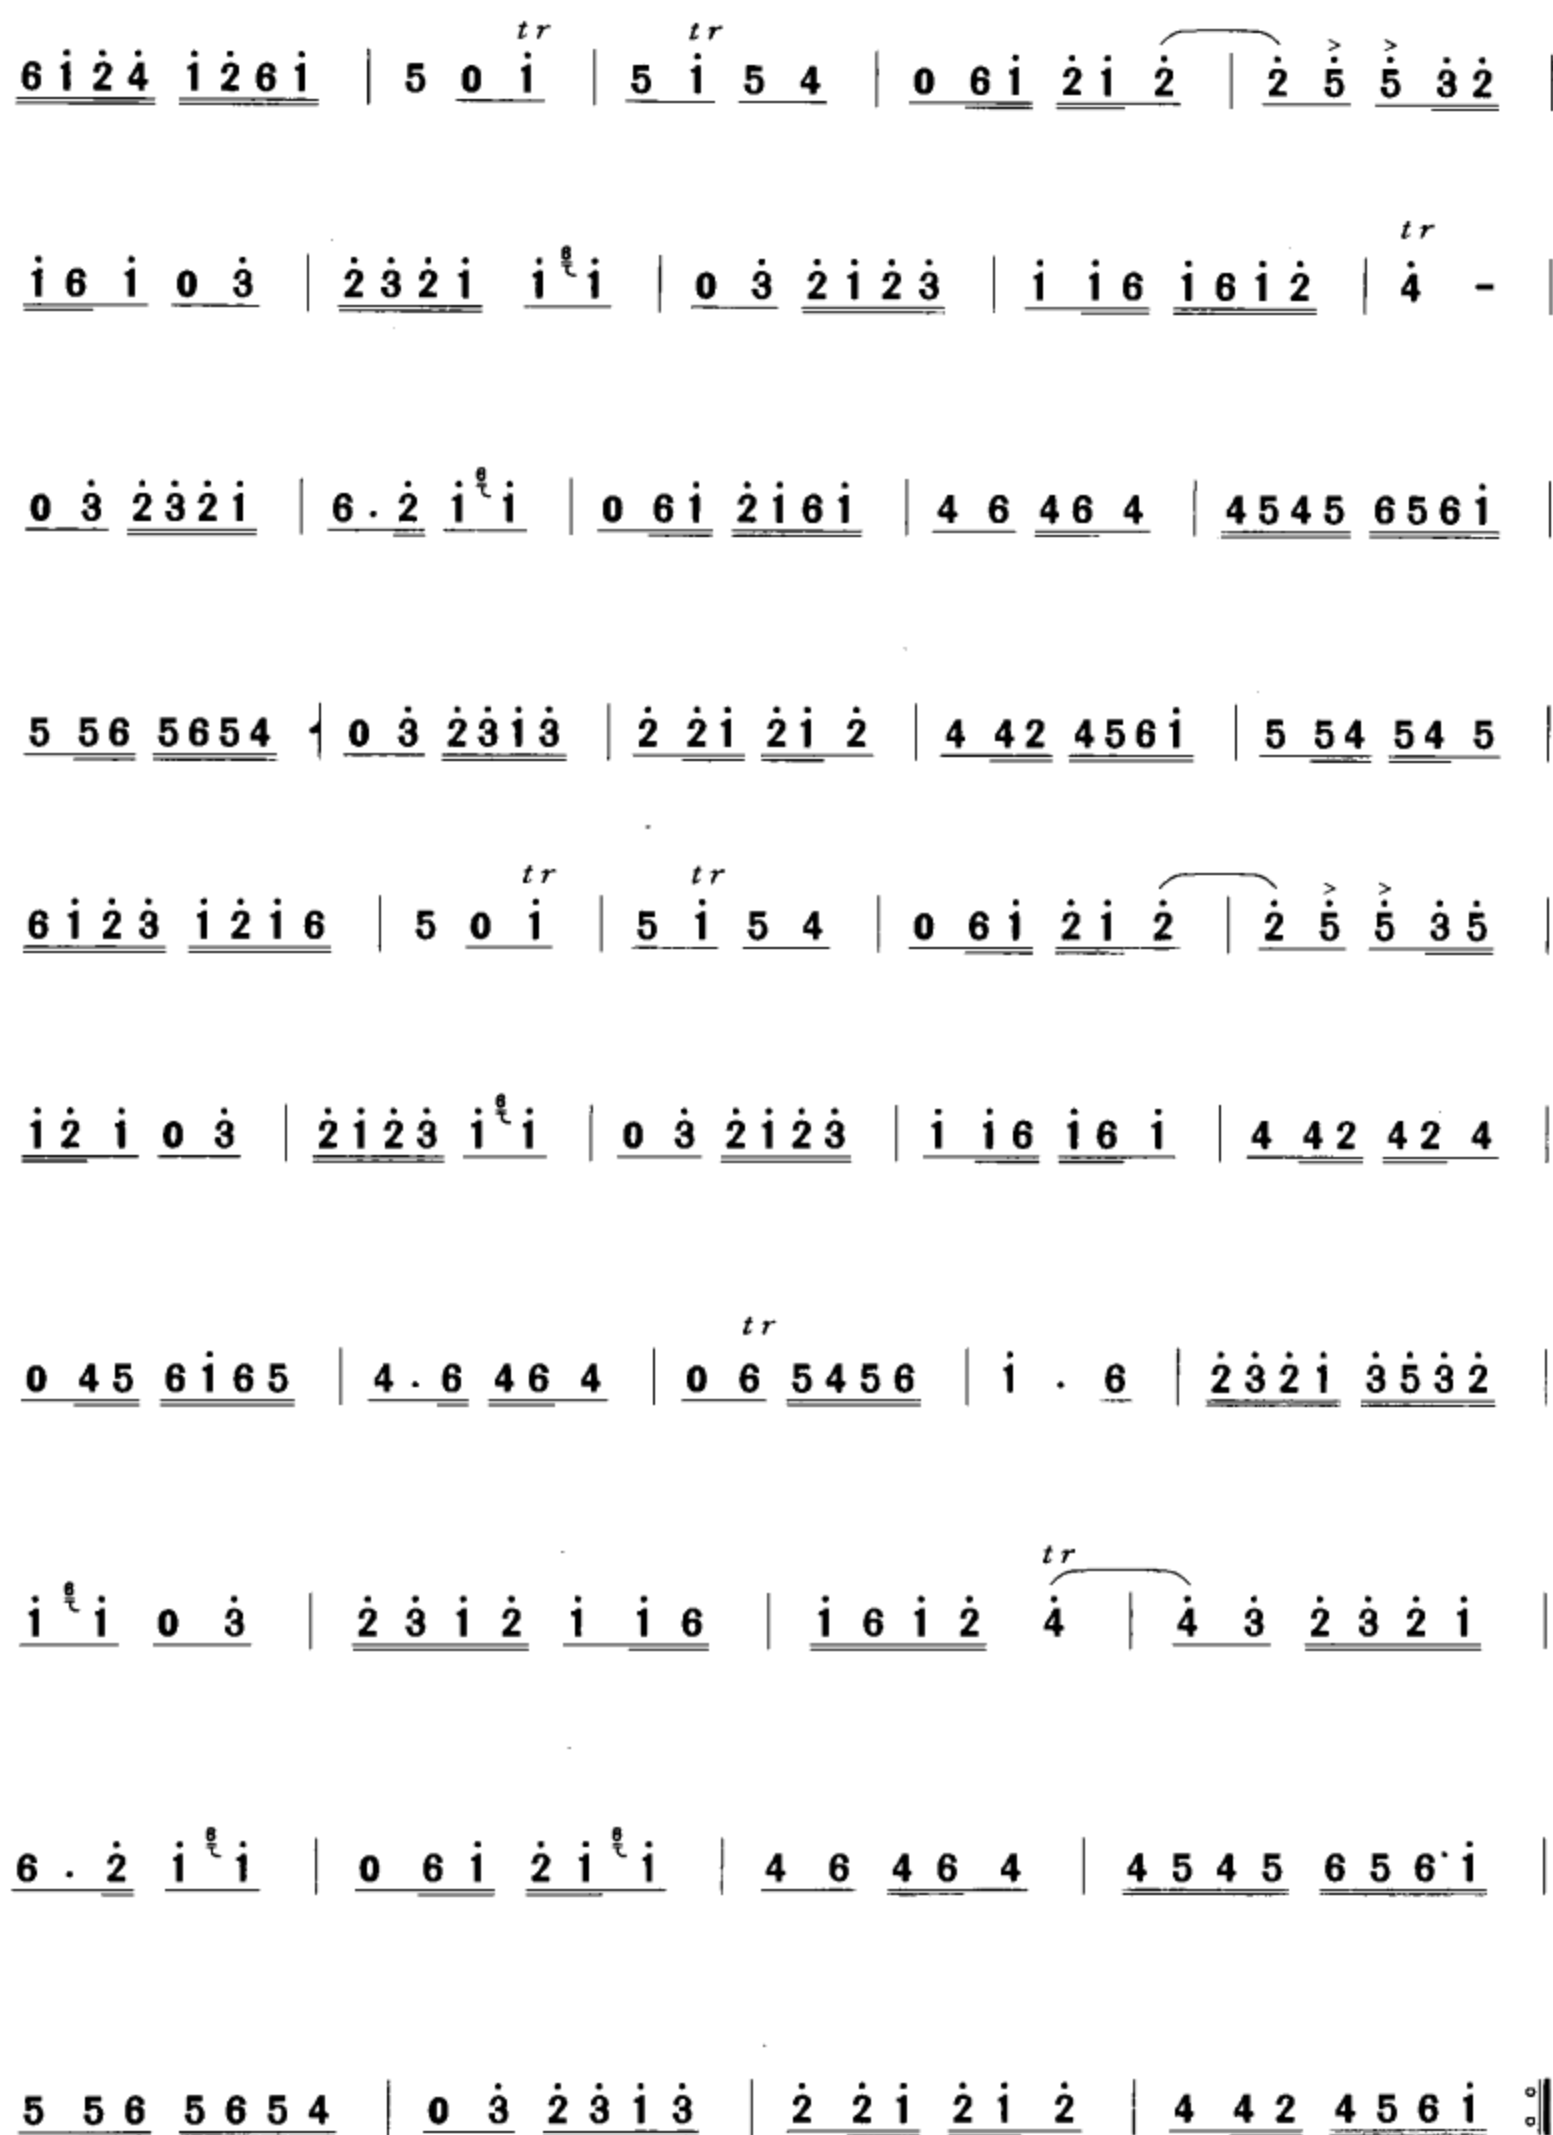 tr tr > >
6 1̇ 2̇ 4̇ 1̇ 2̇ 6 1̇ | 5 0 1̇ | 5 1̇ 5 4 | 0 6 1̇ 2̇ 1̇ 2̇ | 2̇ 5̇ 5̇ 3̇ 2̇ |
tr
1̇ 6 1̇ 0 3̇ | 2̇ 3̇ 2̇ 1̇ 1̇ 6 1̇ | 0 3̇ 2̇ 1̇ 2̇ 3̇ | 1̇ 1̇ 6 1̇ 6 1̇ 2̇ | 4̇ - |
0 3̇ 2̇ 3̇ 2̇ 1̇ | 6 . 2̇ 1̇ 6 1̇ | 0 6 1̇ 2̇ 1̇ 6 1̇ | 4 6 4 6 4 | 4 5 4 5 6 5 6 1̇ |
5 5 6 5 6 5 4 | 0 3̇ 2̇ 3̇ 1̇ 3̇ | 2̇ 2̇ 1̇ 2̇ 1̇ 2̇ | 4 4 2 4 5 6 1̇ | 5 5 4 5 4 5 |
tr tr > >
6 1̇ 2̇ 3̇ 1̇ 2̇ 1̇ 6 | 5 0 1̇ | 5 1̇ 5 4 | 0 6 1̇ 2̇ 1̇ 2̇ | 2̇ 5̇ 5̇ 3̇ 5̇ |
1̇ 2̇ 1̇ 0 3̇ | 2̇ 1̇ 2̇ 3̇ 1̇ 6 1̇ | 0 3̇ 2̇ 1̇ 2̇ 3̇ | 1̇ 1̇ 6 1̇ 6 1̇ | 4 4 2 4 2 4 |
tr
0 4 5 6 1̇ 6 5 | 4 . 6 4 6 4 | 0 6 5 4 5 6 | 1̇ . 6 | 2̇ 3̇ 2̇ 1̇ 3̇ 5̇ 3̇ 2̇ |
tr
1̇ 6 1̇ 0 3̇ | 2̇ 3̇ 1̇ 2̇ 1̇ 1̇ 6 | 1̇ 6 1̇ 2̇ 4̇ | 4̇ 3̇ 2̇ 3̇ 2̇ 1̇ |
6 . 2̇ 1̇ 6 1̇ | 0 6 1̇ 2̇ 1̇ 6 1̇ | 4 6 4 6 4 | 4 5 4 5 6 5 6 1̇ |
5 5 6 5 6 5 4 | 0 3̇ 2̇ 3̇ 1̇ 3̇ | 2̇ 2̇ 1̇ 2̇ 1̇ 2̇ | 4 4 2 4 5 6 1̇ :‖